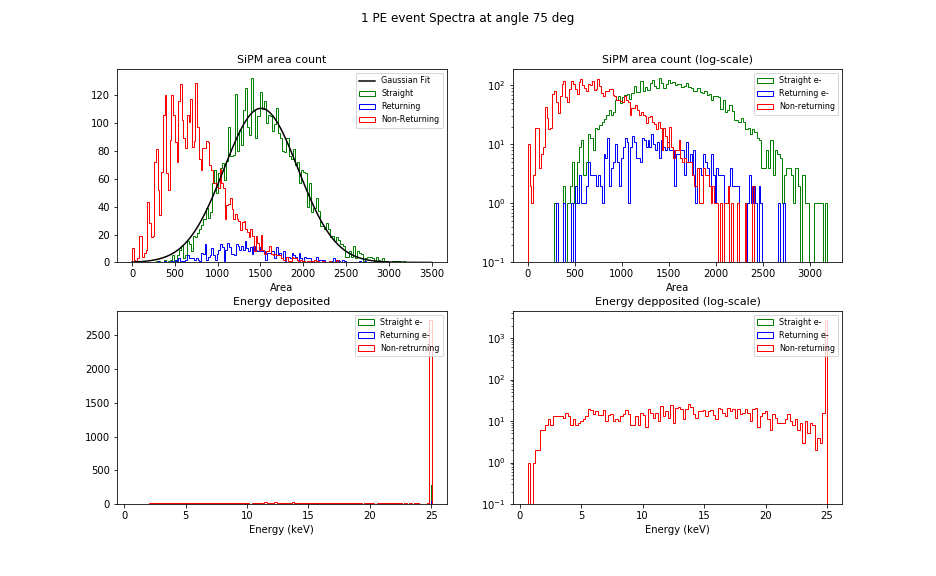 1 PE event Spectra at angle 75 deg
SiPM area count
Gaussian Fit
Straight
Returning
Non-Returning
120
100
80
60
40
20
0
0 500 1000 1500 2000 2500 3000 3500
Area
SiPM area count (log-scale)
Straight e-
Returning e-
Non-returning
10²
10¹
10⁰
10⁻¹
0 500 1000 1500 2000 2500 3000
Area
Energy deposited
Straight e-
Returning e-
Non-retrurning
2500
2000
1500
1000
500
0
0 5 10 15 20 25
Energy (keV)
Energy depposited (log-scale)
Straight e-
Returning e-
Non-returning
10³
10²
10¹
10⁰
10⁻¹
0 5 10 15 20 25
Energy (keV)